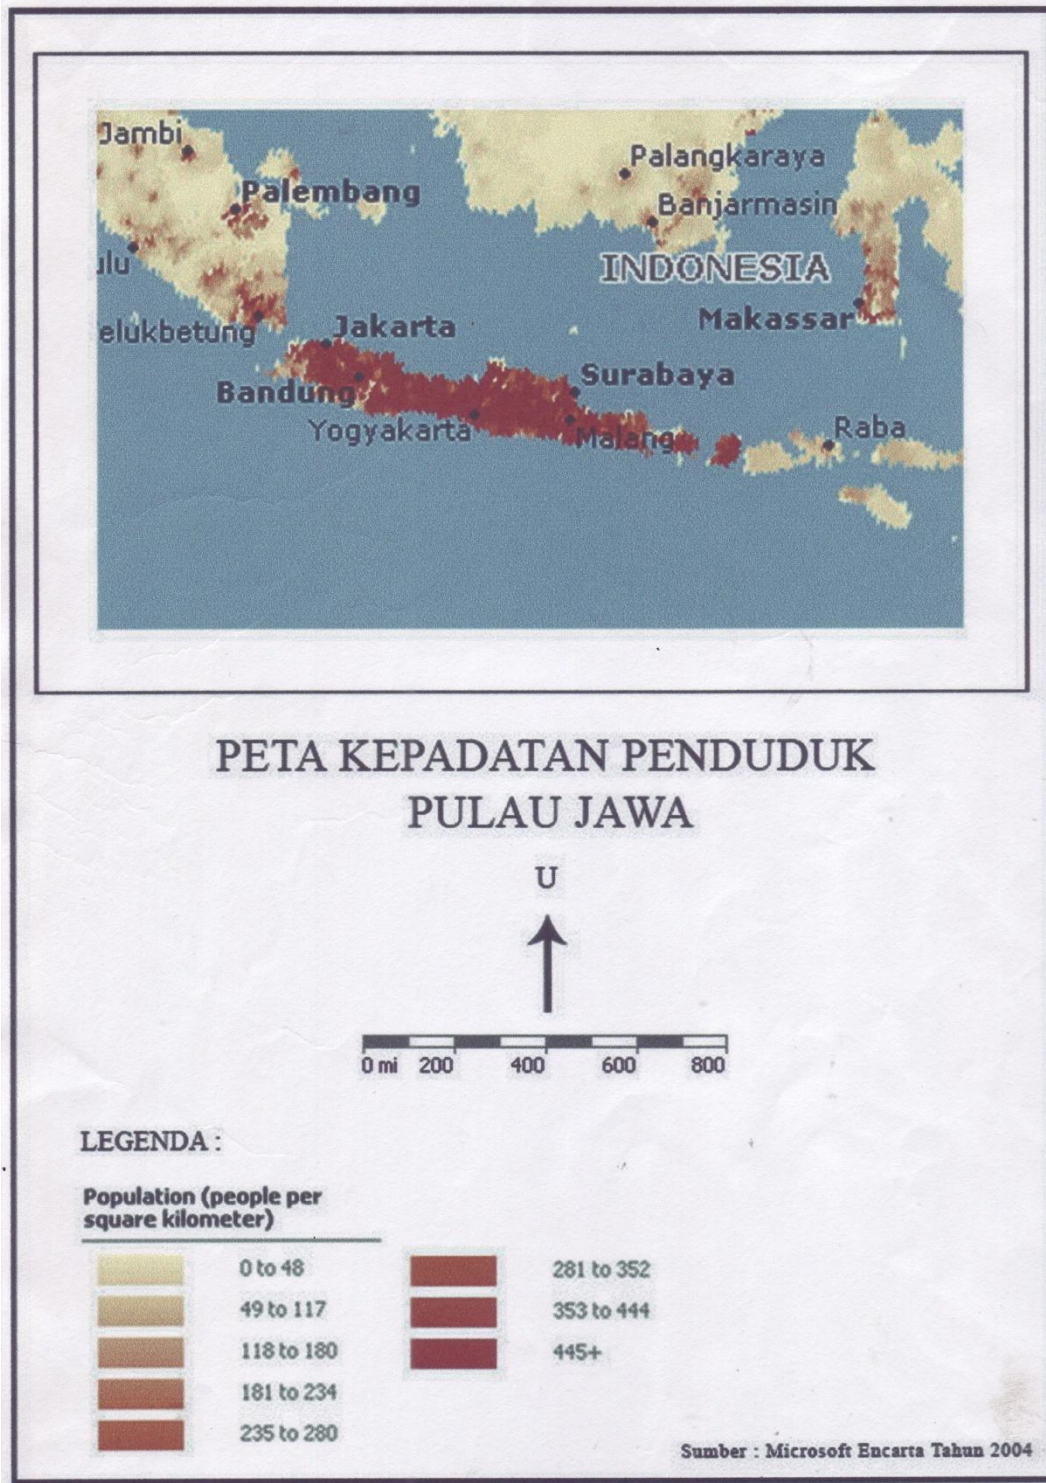 Jambi
Palembang
ulu
elukbetung
Jakarta
Bandung
Yogyakarta
Surabaya
Malang
Palangkaraya
Banjarmasin
INDONESIA
Makassar
Raba
PETA KEPADATAN PENDUDUK
PULAU JAWA
U
0 mi 200 400 600 800
LEGENDA :
Population (people per
square kilometer)
0 to 48
49 to 117
118 to 180
181 to 234
235 to 280
281 to 352
353 to 444
445+
Sumber : Microsoft Encarta Tahun 2004